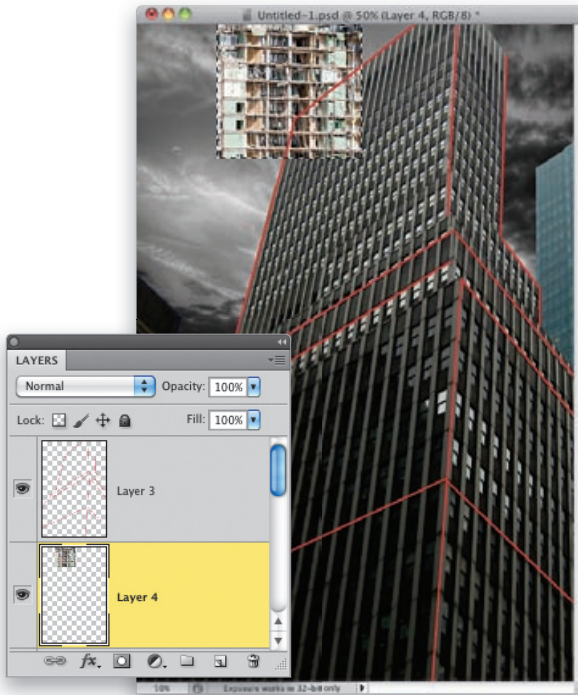 Untitled-1.psd @ 50% (Layer 4, RGB/8) *
LAYERS
Normal Opacity: 100%
Lock: Fill: 100%
Layer 3
Layer 4
fx
50% Exposure works in 32-bit only